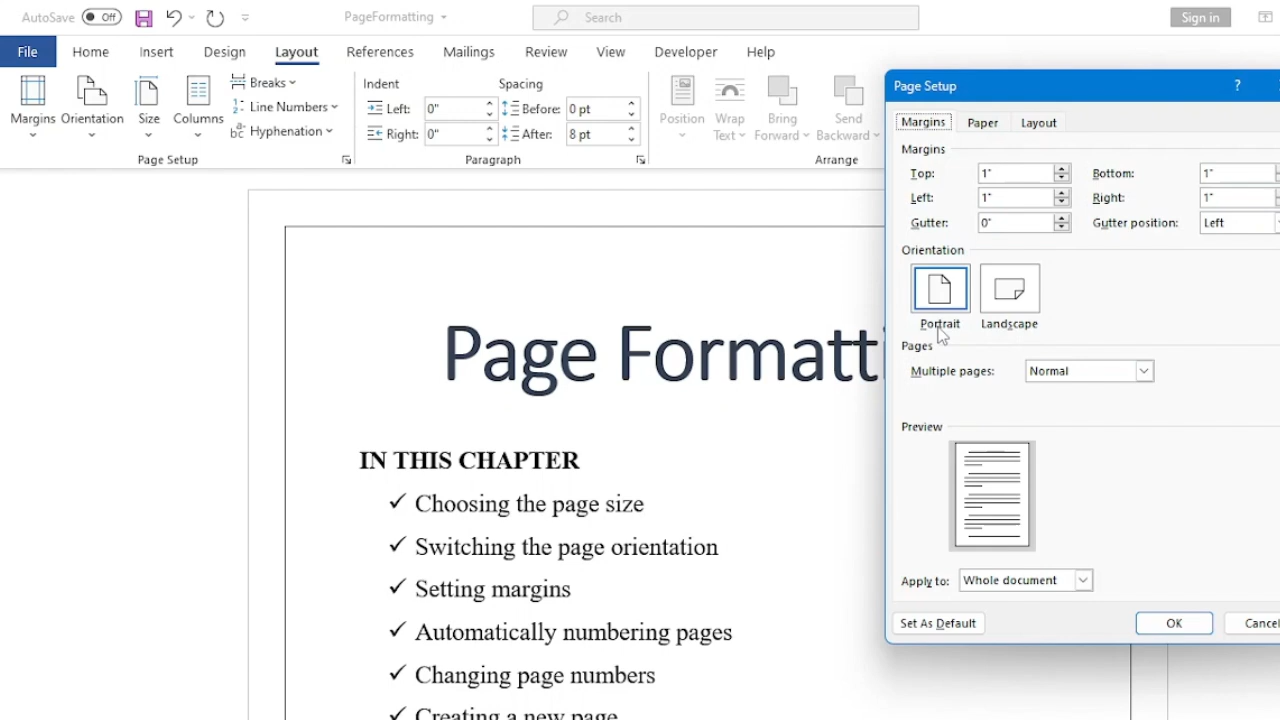 AutoSave Off PageFormatting Search Sign in
File Home Insert Design Layout References Mailings Review View Developer Help
Margins Orientation Size Columns
Breaks
Line Numbers
Hyphenation
Page Setup
Indent Spacing
Left: 0" Before: 0 pt
Right: 0" After: 8 pt
Paragraph
Position Wrap Text Bring Forward Send Backward
Arrange
Page Setup ?
Margins Paper Layout
Margins
Top: 1" Bottom: 1"
Left: 1" Right: 1"
Gutter: 0" Gutter position: Left
Orientation
Portrait Landscape
Pages
Multiple pages: Normal
Preview
Apply to: Whole document
Set As Default OK Cancel
Page Formatti
IN THIS CHAPTER
✓ Choosing the page size
✓ Switching the page orientation
✓ Setting margins
✓ Automatically numbering pages
✓ Changing page numbers
✓ Creating a new page